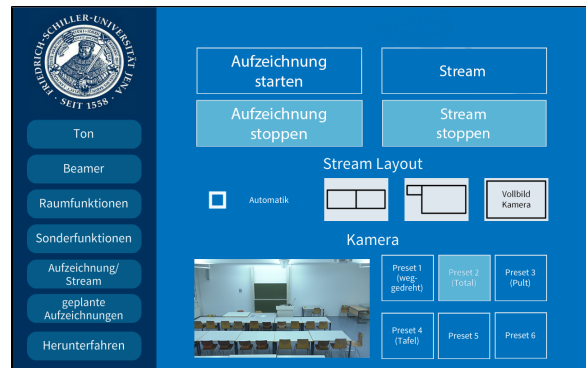 FRIEDRICH-SCHILLER-UNIVERSITÄT JENA
SEIT 1558
Ton
Beamer
Raumfunktionen
Sonderfunktionen
Aufzeichnung/
Stream
geplante
Aufzeichnungen
Herunterfahren
Aufzeichnung
starten
Stream
Aufzeichnung
stoppen
Stream
stoppen
Stream Layout
Automatik
Vollbild
Kamera
Kamera
Preset 1
(weg-
gedreht)
Preset 2
(Total)
Preset 3
(Pult)
Preset 4
(Tafel)
Preset 5
Preset 6